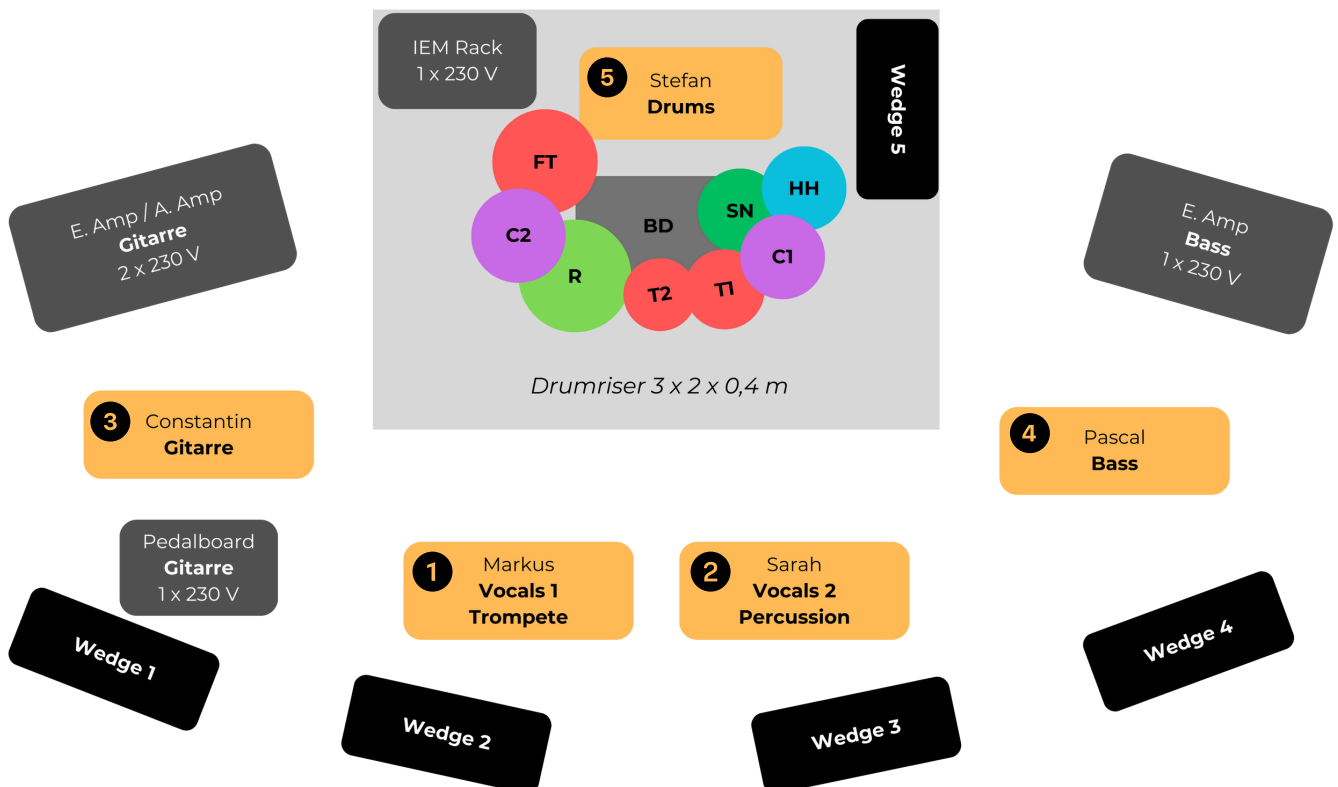 IEM Rack
1 x 230 V
5
Stefan
Drums
Wedge 5
FT
HH
SN
BD
C2
C1
R
T2
T1
Drumriser 3 x 2 x 0,4 m
E. Amp / A. Amp
Gitarre
2 x 230 V
E. Amp
Bass
1 x 230 V
3
Constantin
Gitarre
4
Pascal
Bass
Pedalboard
Gitarre
1 x 230 V
1
Markus
Vocals 1
Trompete
2
Sarah
Vocals 2
Percussion
Wedge 1
Wedge 2
Wedge 3
Wedge 4